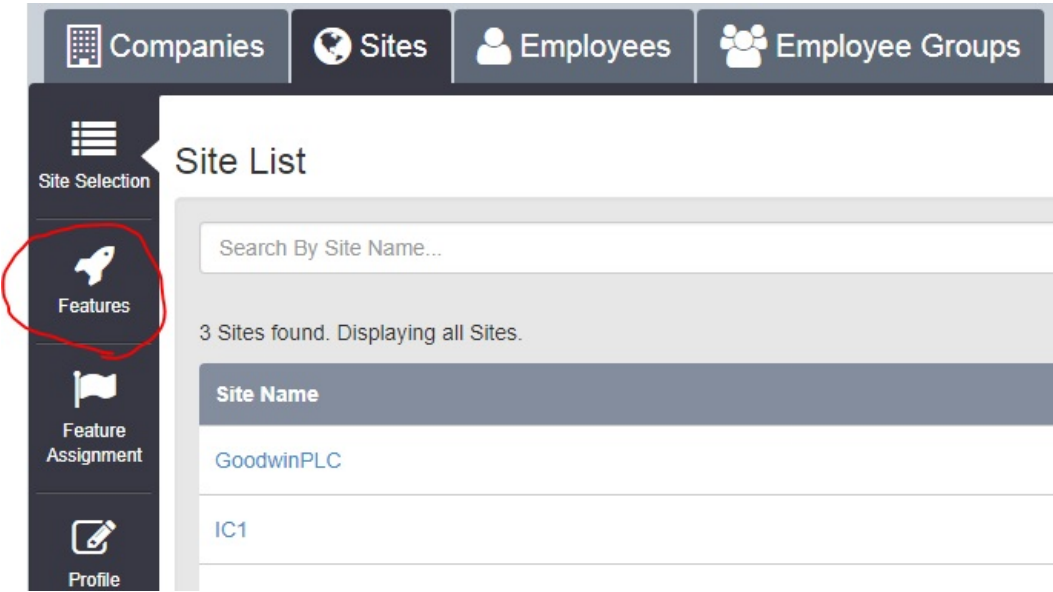 Companies
Sites
Employees
Employee Groups
Site Selection
Features
Feature
Assignment
Profile
Site List
Search By Site Name...
3 Sites found. Displaying all Sites.
Site Name
GoodwinPLC
IC1